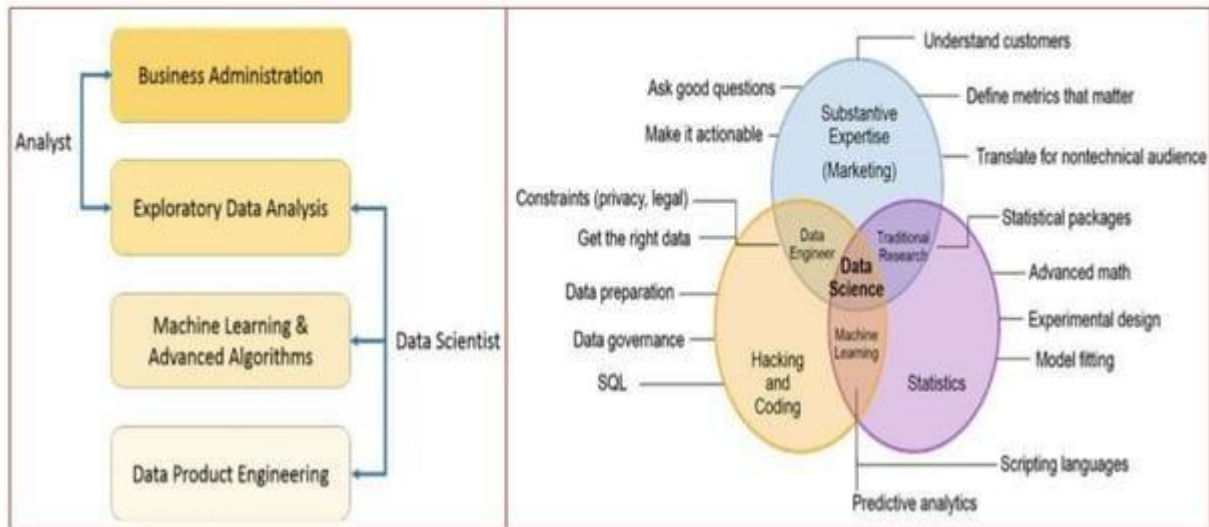 Business Administration
Analyst
Exploratory Data Analysis
Machine Learning &
Advanced Algorithms
Data Scientist
Data Product Engineering
Understand customers
Ask good questions
Define metrics that matter
Substantive
Expertise
(Marketing)
Make it actionable
Translate for nontechnical audience
Constraints (privacy, legal)
Statistical packages
Get the right data
Data
Engineer
Traditional
Research
Data
Science
Advanced math
Data preparation
Experimental design
Data governance
Machine
Learning
Model fitting
SQL
Hacking
and
Coding
Statistics
Scripting languages
Predictive analytics